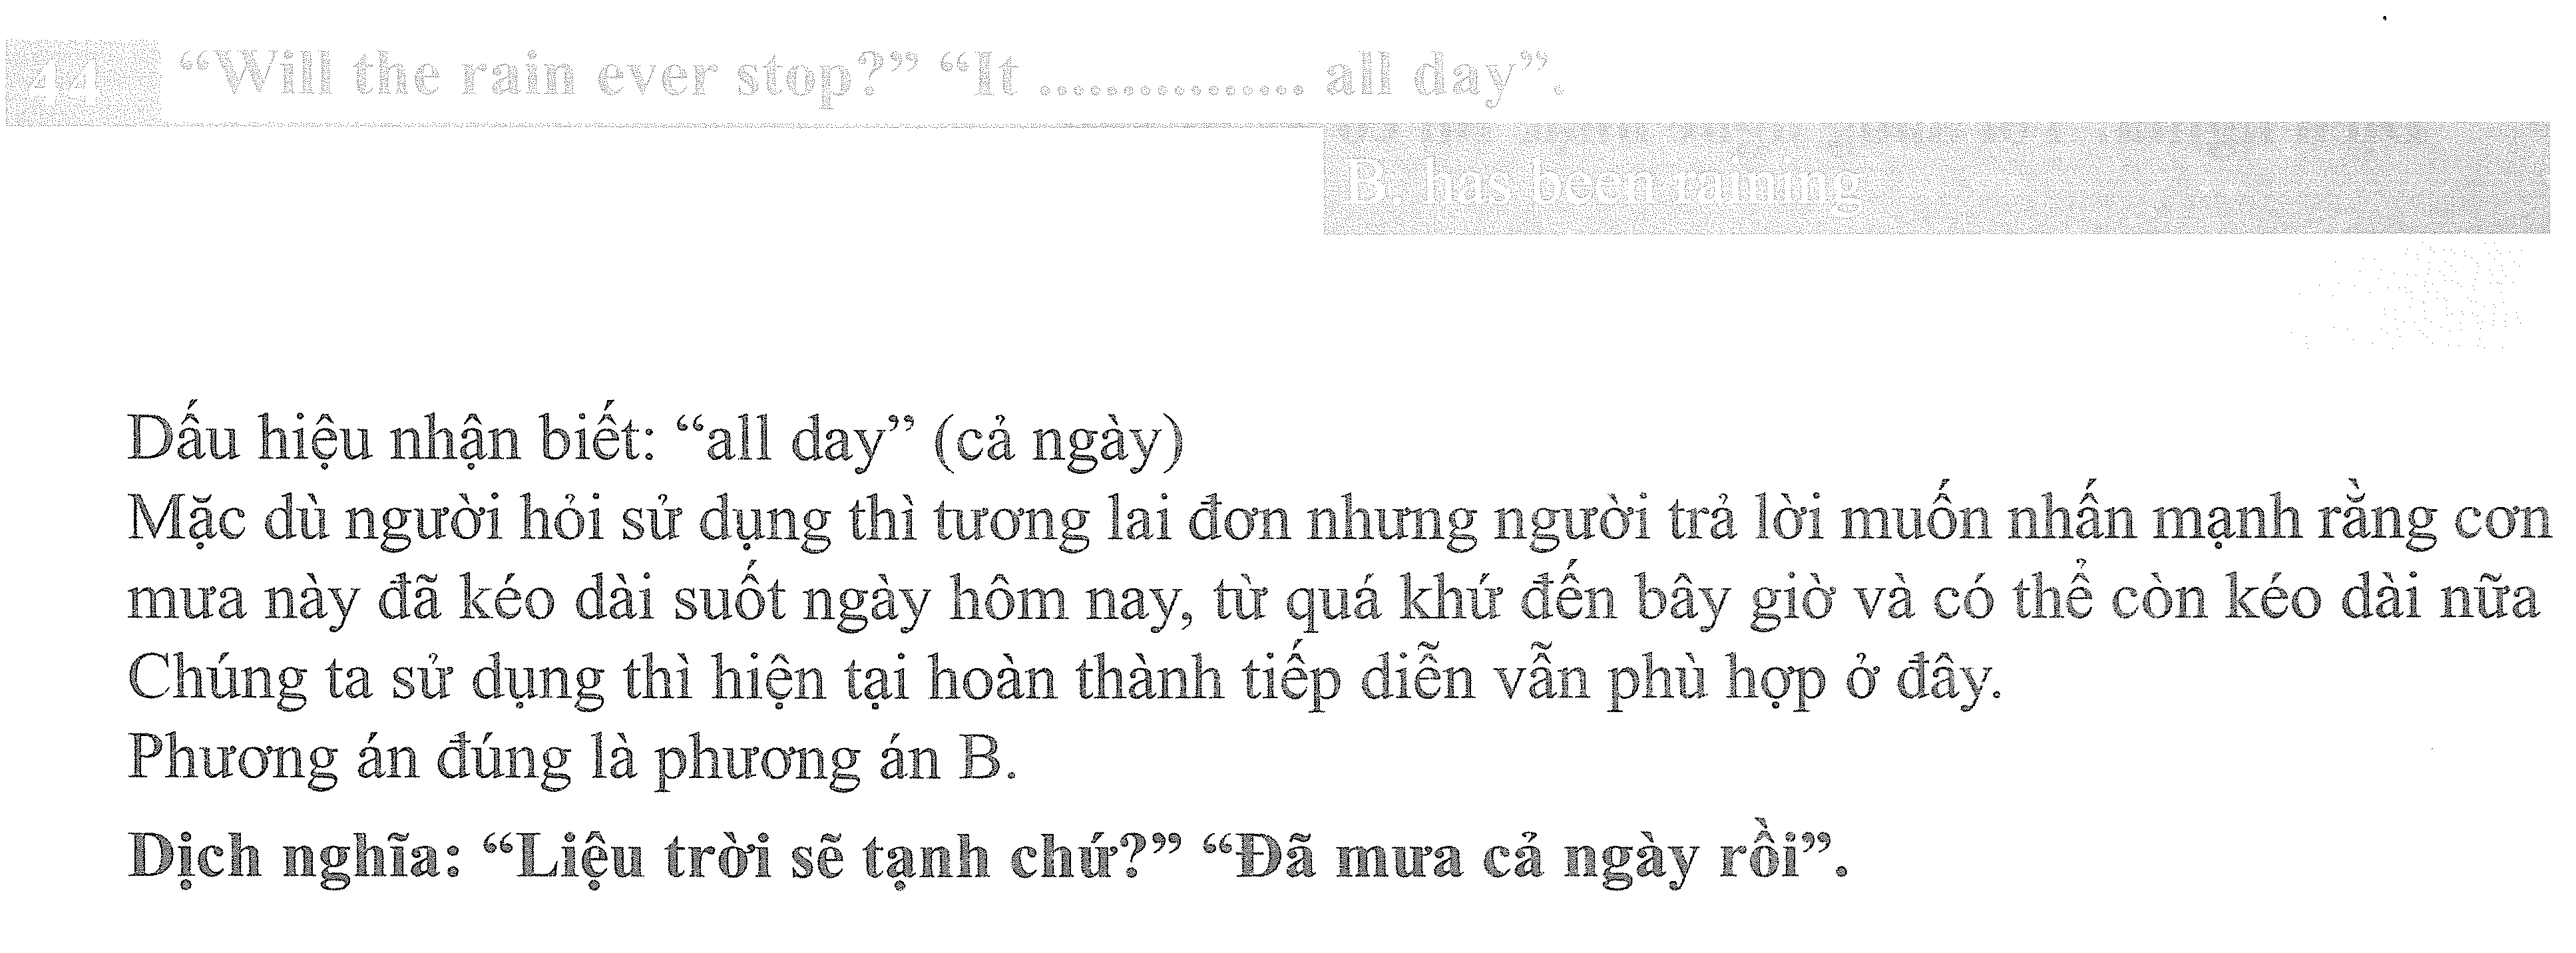 44 “Will the rain ever stop?” “It ................ all day”.
B. has been raining
Dấu hiệu nhận biết: “all day” (cả ngày)
Mặc dù người hỏi sử dụng thì tương lai đơn nhưng người trả lời muốn nhấn mạnh rằng cơn
mưa này đã kéo dài suốt ngày hôm nay, từ quá khứ đến bây giờ và có thể còn kéo dài nữa
Chúng ta sử dụng thì hiện tại hoàn thành tiếp diễn vẫn phù hợp ở đây.
Phương án đúng là phương án B.
Dịch nghĩa: “Liệu trời sẽ tạnh chứ?” “Đã mưa cả ngày rồi”.